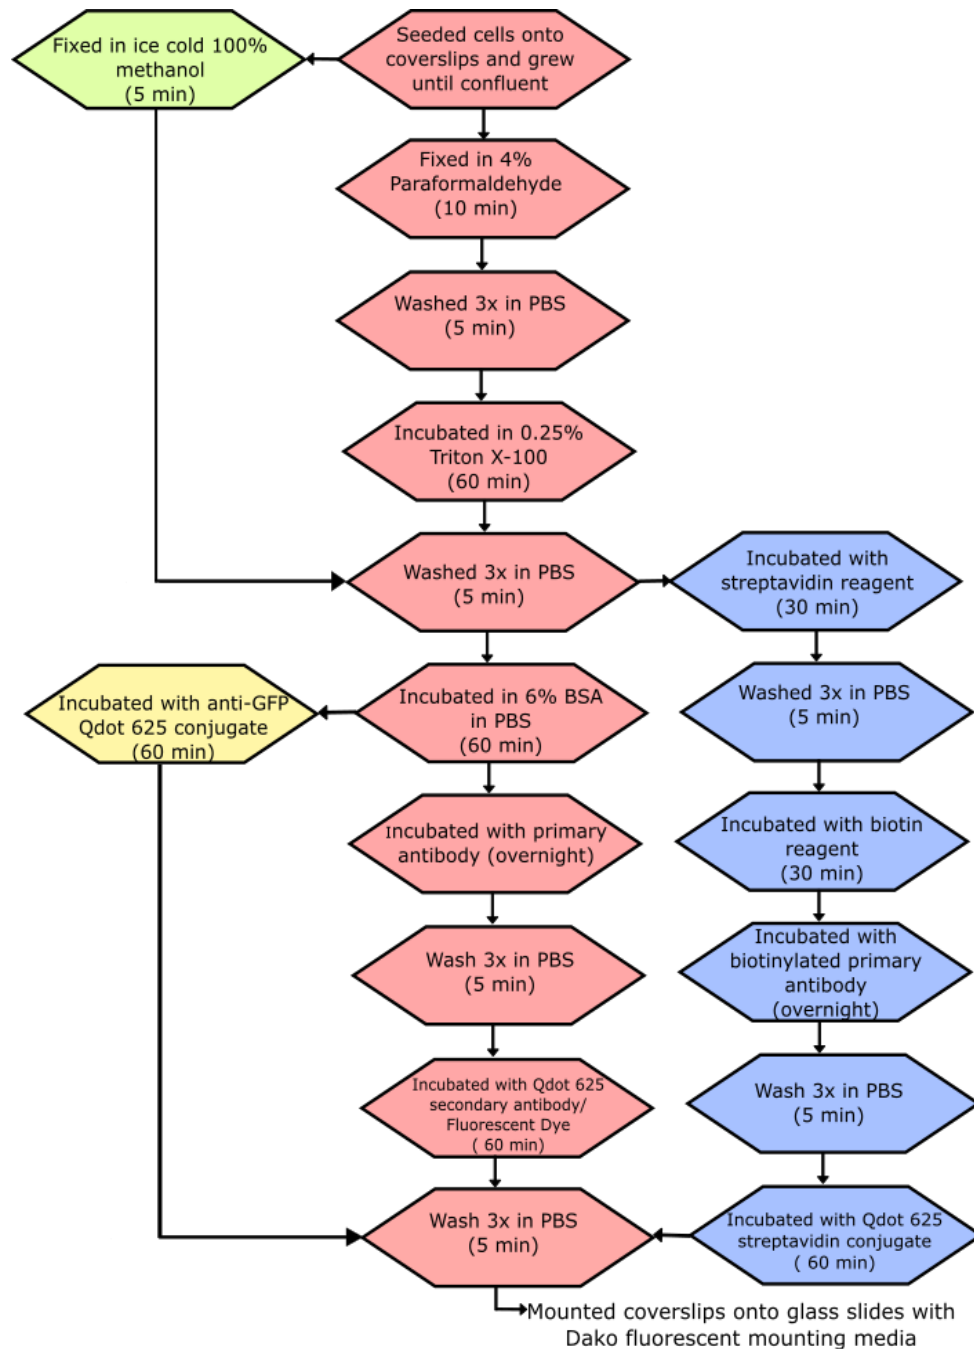 Fixed in ice cold 100%
methanol
(5 min)
Seeded cells onto
coverslips and grew
until confluent
Fixed in 4%
Paraformaldehyde
(10 min)
Washed 3x in PBS
(5 min)
Incubated in 0.25%
Triton X-100
(60 min)
Washed 3x in PBS
(5 min)
Incubated with
streptavidin reagent
(30 min)
Incubated with anti-GFP
Qdot 625 conjugate
(60 min)
Incubated in 6% BSA
in PBS
(60 min)
Washed 3x in PBS
(5 min)
Incubated with primary
antibody (overnight)
Incubated with biotin
reagent
(30 min)
Wash 3x in PBS
(5 min)
Incubated with
biotinylated primary
antibody
(overnight)
Incubated with Qdot 625
secondary antibody/
Fluorescent Dye
( 60 min)
Wash 3x in PBS
(5 min)
Wash 3x in PBS
(5 min)
Incubated with Qdot 625
streptavidin conjugate
( 60 min)
Mounted coverslips onto glass slides with
Dako fluorescent mounting media